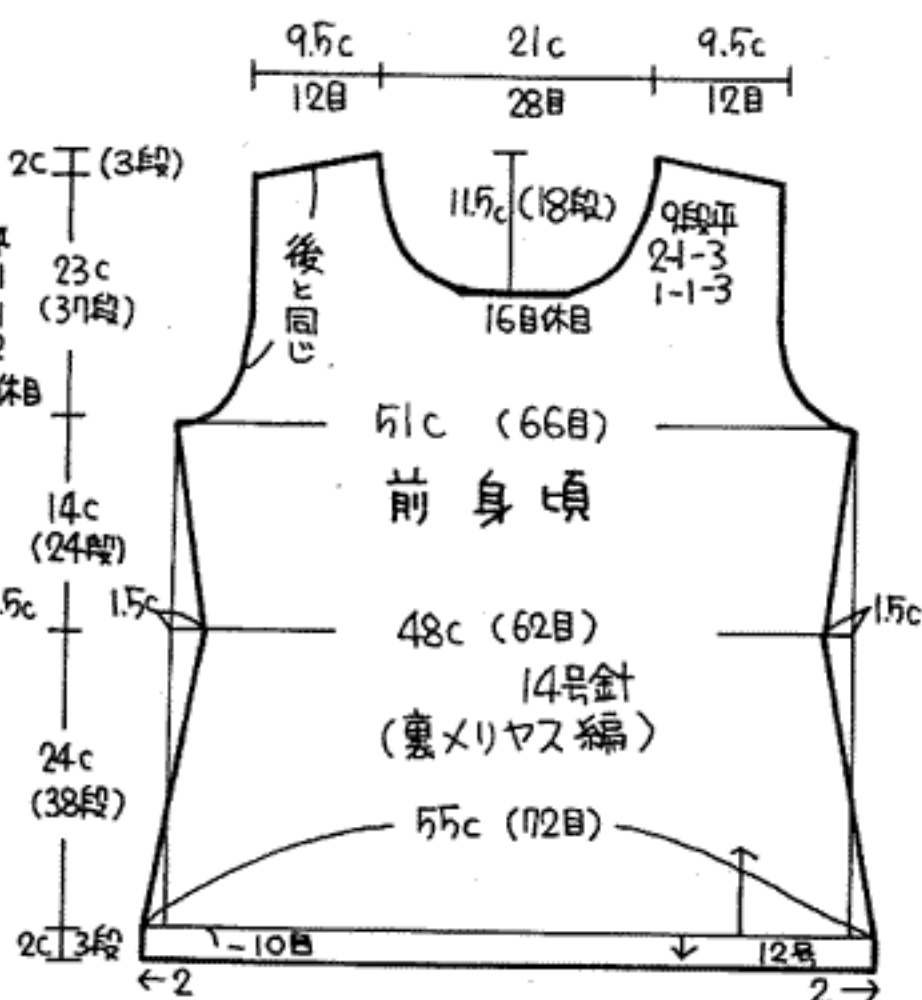 9.5c 21c 9.5c
12目 28目 12目
2c (3段)
11.5c (18段)
9段平
2-1-3
1-1-3
23c
(37段)
後と同じ
16目休目
休目
51c (66目)
前身頃
14c
(24段)
.5c 1.5c 1.5c
48c (62目)
14号針
(裏メリヤス編)
24c
(38段)
55c (72目)
2c 3段 -10目 12号
←2 2→